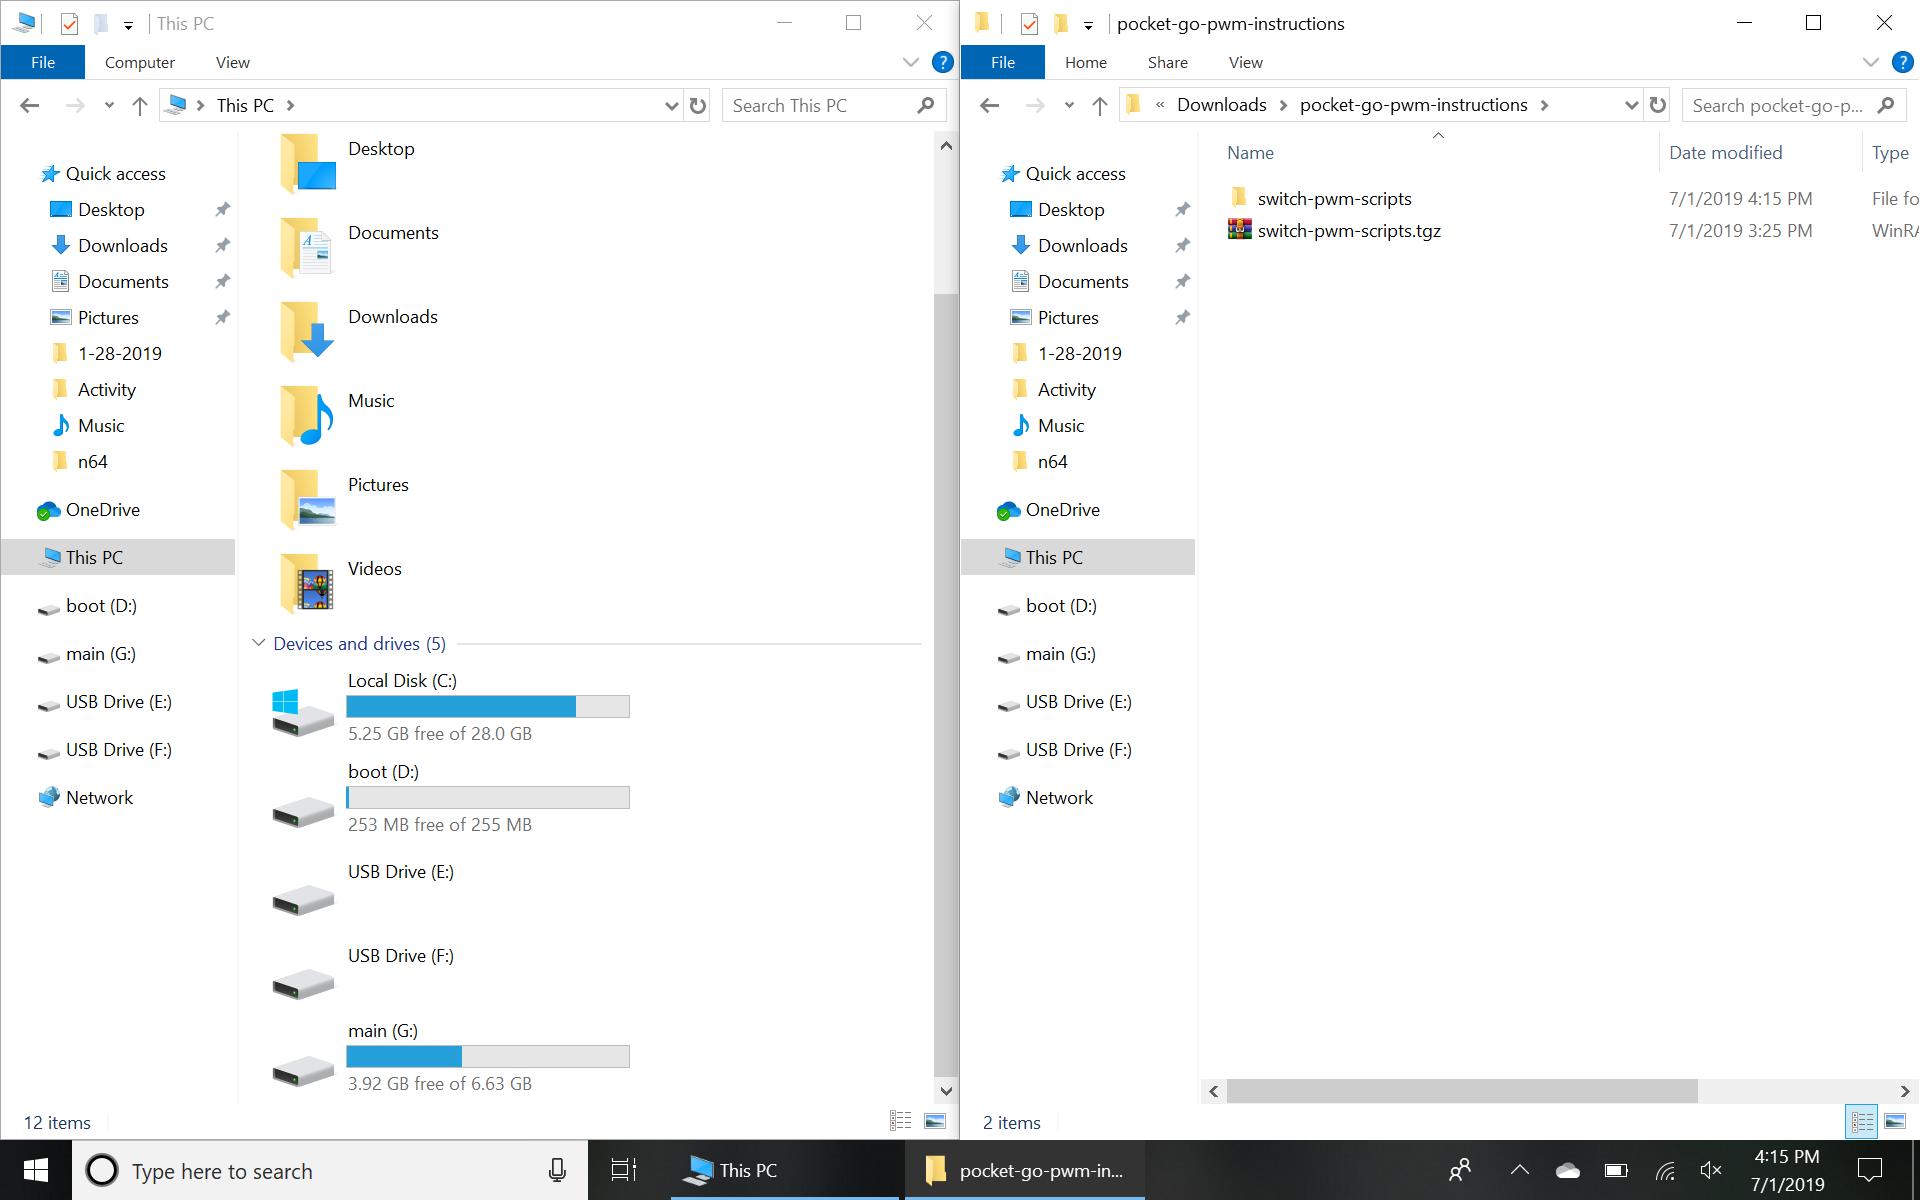 This PC
File Computer View
This PC
Search This PC
Quick access
Desktop
Downloads
Documents
Pictures
1-28-2019
Activity
Music
n64
OneDrive
This PC
boot (D:)
main (G:)
USB Drive (E:)
USB Drive (F:)
Network
Desktop
Documents
Downloads
Music
Pictures
Videos
Devices and drives (5)
Local Disk (C:)
5.25 GB free of 28.0 GB
boot (D:)
253 MB free of 255 MB
USB Drive (E:)
USB Drive (F:)
main (G:)
3.92 GB free of 6.63 GB
12 items
pocket-go-pwm-instructions
File Home Share View
« Downloads pocket-go-pwm-instructions
Search pocket-go-p...
Quick access
Desktop
Downloads
Documents
Pictures
1-28-2019
Activity
Music
n64
OneDrive
This PC
boot (D:)
main (G:)
USB Drive (E:)
USB Drive (F:)
Network
Name Date modified Type
switch-pwm-scripts 7/1/2019 4:15 PM File fo
switch-pwm-scripts.tgz 7/1/2019 3:25 PM WinRA
2 items
Type here to search
This PC
pocket-go-pwm-in...
4:15 PM
7/1/2019